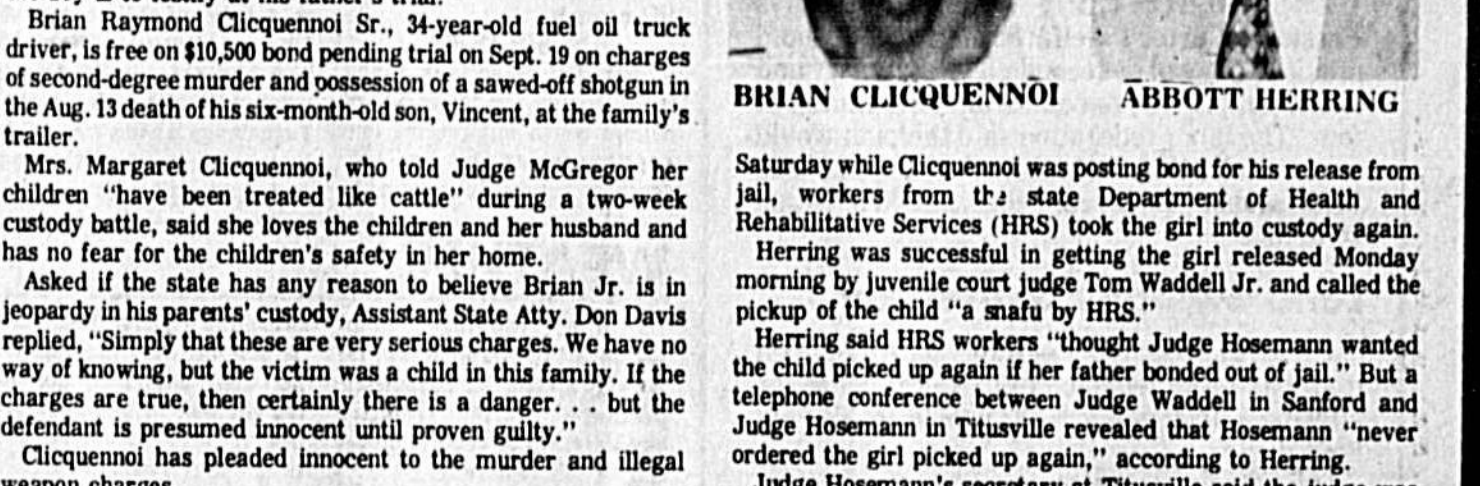 Brian Raymond Clicquennoi Sr., 34-year-old fuel oil truck
driver, is free on $10,500 bond pending trial on Sept. 19 on charges
of second-degree murder and possession of a sawed-off shotgun in
the Aug. 13 death of his six-month-old son, Vincent, at the family's
trailer.
Mrs. Margaret Clicquennoi, who told Judge McGregor her
children "have been treated like cattle" during a two-week
custody battle, said she loves the children and her husband and
has no fear for the children's safety in her home.
Asked if the state has any reason to believe Brian Jr. is in
jeopardy in his parents' custody, Assistant State Atty. Don Davis
replied, "Simply that these are very serious charges. We have no
way of knowing, but the victim was a child in this family. If the
charges are true, then certainly there is a danger. . . but the
defendant is presumed innocent until proven guilty."
Clicquennoi has pleaded innocent to the murder and illegal
weapon charges
BRIAN CLICQUENNOI
ABBOTT HERRING
Saturday while Clicquennoi was posting bond for his release from
jail, workers from the state Department of Health and
Rehabilitative Services (HRS) took the girl into custody again.
Herring was successful in getting the girl released Monday
morning by juvenile court judge Tom Waddell Jr. and called the
pickup of the child "a snafu by HRS."
Herring said HRS workers "thought Judge Hosemann wanted
the child picked up again if her father bonded out of jail." But a
telephone conference between Judge Waddell in Sanford and
Judge Hosemann in Titusville revealed that Hosemann "never
ordered the girl picked up again," according to Herring.
Judge Hosemann's secretary at Titusville said the judge was